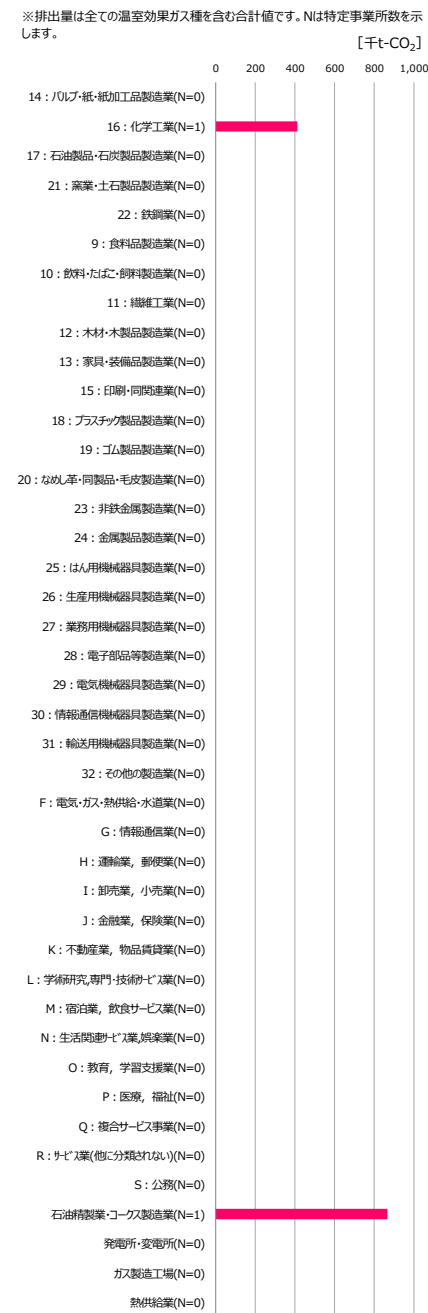 ※排出量は全ての温室効果ガス種を含む合計値です。Nは特定事業所数を示
します。
[千t-CO₂]
0 200 400 600 800 1,000
14：パルプ・紙・紙加工品製造業(N=0)
16：化学工業(N=1)
17：石油製品・石炭製品製造業(N=0)
21：窯業・土石製品製造業(N=0)
22：鉄鋼業(N=0)
9：食料品製造業(N=0)
10：飲料・たばこ・飼料製造業(N=0)
11：繊維工業(N=0)
12：木材・木製品製造業(N=0)
13：家具・装備品製造業(N=0)
15：印刷・同関連業(N=0)
18：プラスチック製品製造業(N=0)
19：ゴム製品製造業(N=0)
20：なめし革・同製品・毛皮製造業(N=0)
23：非鉄金属製造業(N=0)
24：金属製品製造業(N=0)
25：はん用機械器具製造業(N=0)
26：生産用機械器具製造業(N=0)
27：業務用機械器具製造業(N=0)
28：電子部品等製造業(N=0)
29：電気機械器具製造業(N=0)
30：情報通信機械器具製造業(N=0)
31：輸送用機械器具製造業(N=0)
32：その他の製造業(N=0)
F：電気・ガス・熱供給・水道業(N=0)
G：情報通信業(N=0)
H：運輸業，郵便業(N=0)
I：卸売業，小売業(N=0)
J：金融業，保険業(N=0)
K：不動産業，物品賃貸業(N=0)
L：学術研究,専門・技術ｻｰﾋﾞｽ業(N=0)
M：宿泊業，飲食サービス業(N=0)
N：生活関連ｻｰﾋﾞｽ業,娯楽業(N=0)
O：教育，学習支援業(N=0)
P：医療，福祉(N=0)
Q：複合サービス事業(N=0)
R：ｻｰﾋﾞｽ業(他に分類されない)(N=0)
S：公務(N=0)
石油精製業・コークス製造業(N=1)
発電所・変電所(N=0)
ガス製造工場(N=0)
熱供給業(N=0)